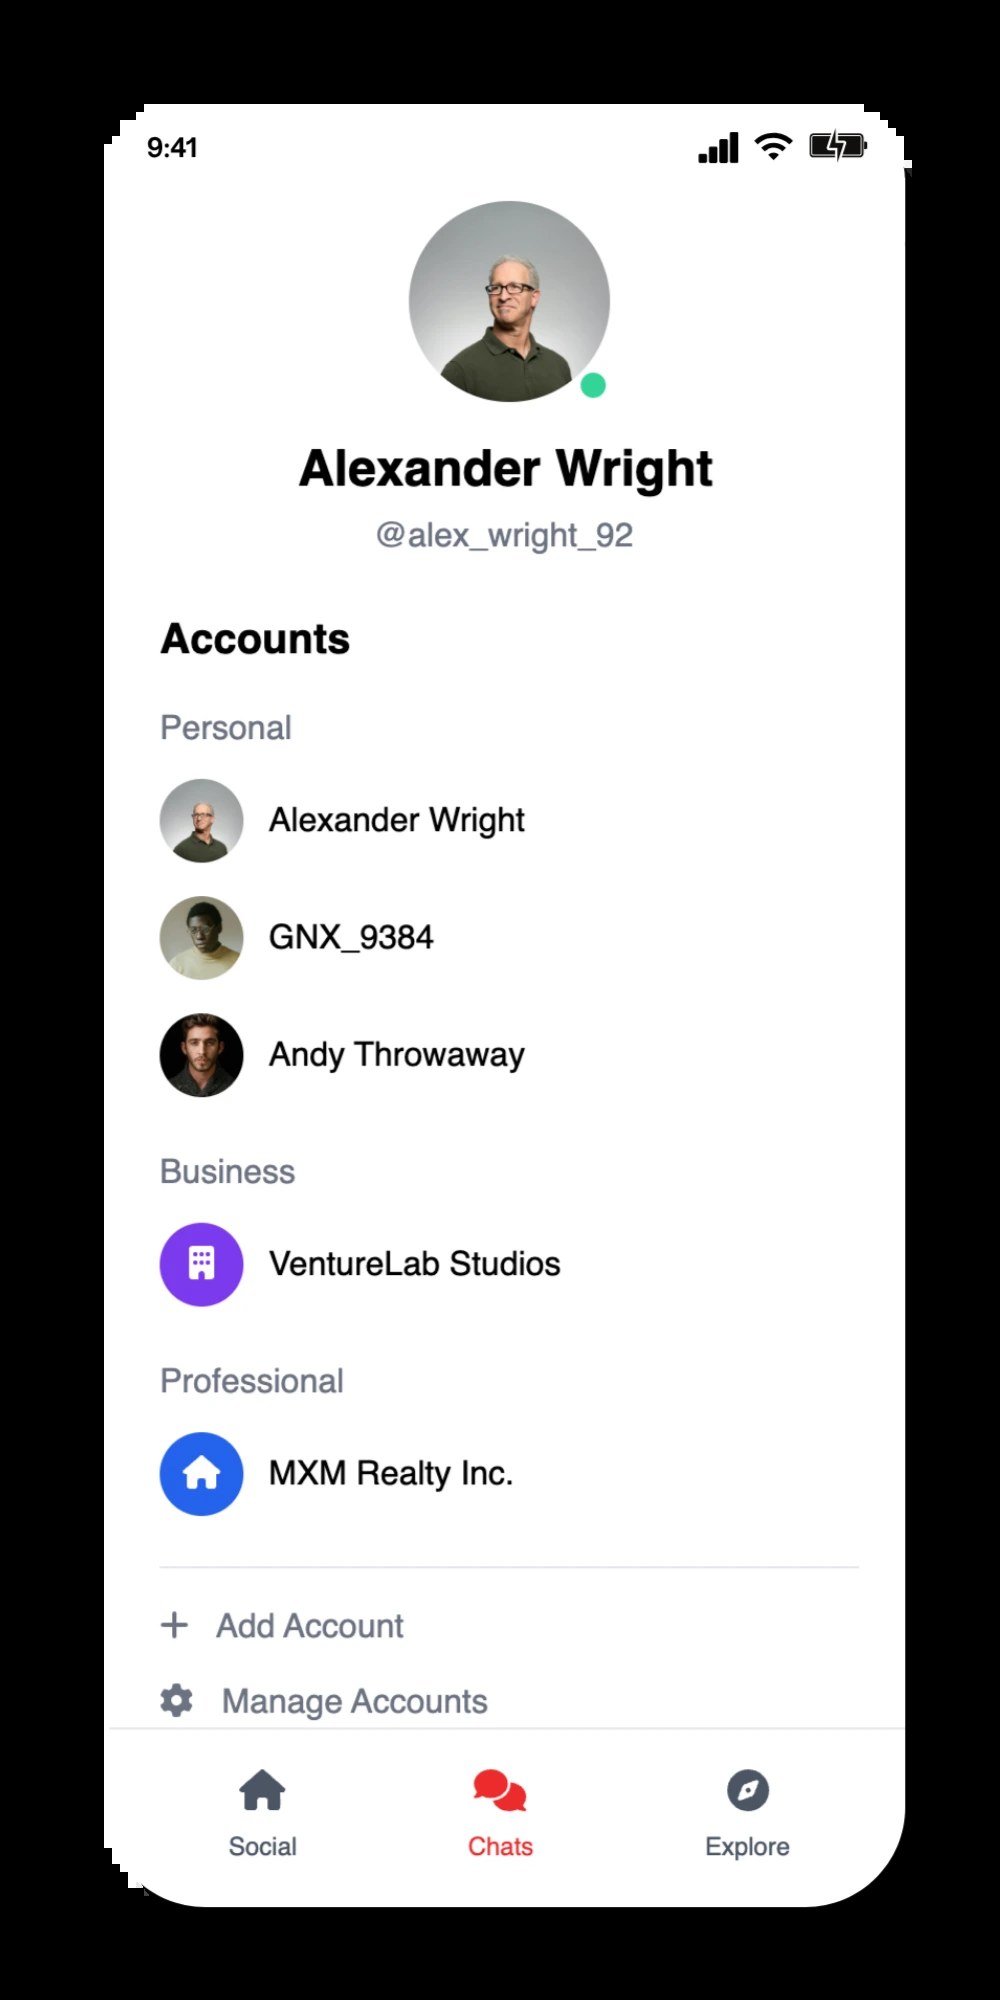 9:41
Alexander Wright
@alex_wright_92
Accounts
Personal
Alexander Wright
GNX_9384
Andy Throwaway
Business
VentureLab Studios
Professional
MXM Realty Inc.
Add Account
Manage Accounts
Social Chats Explore